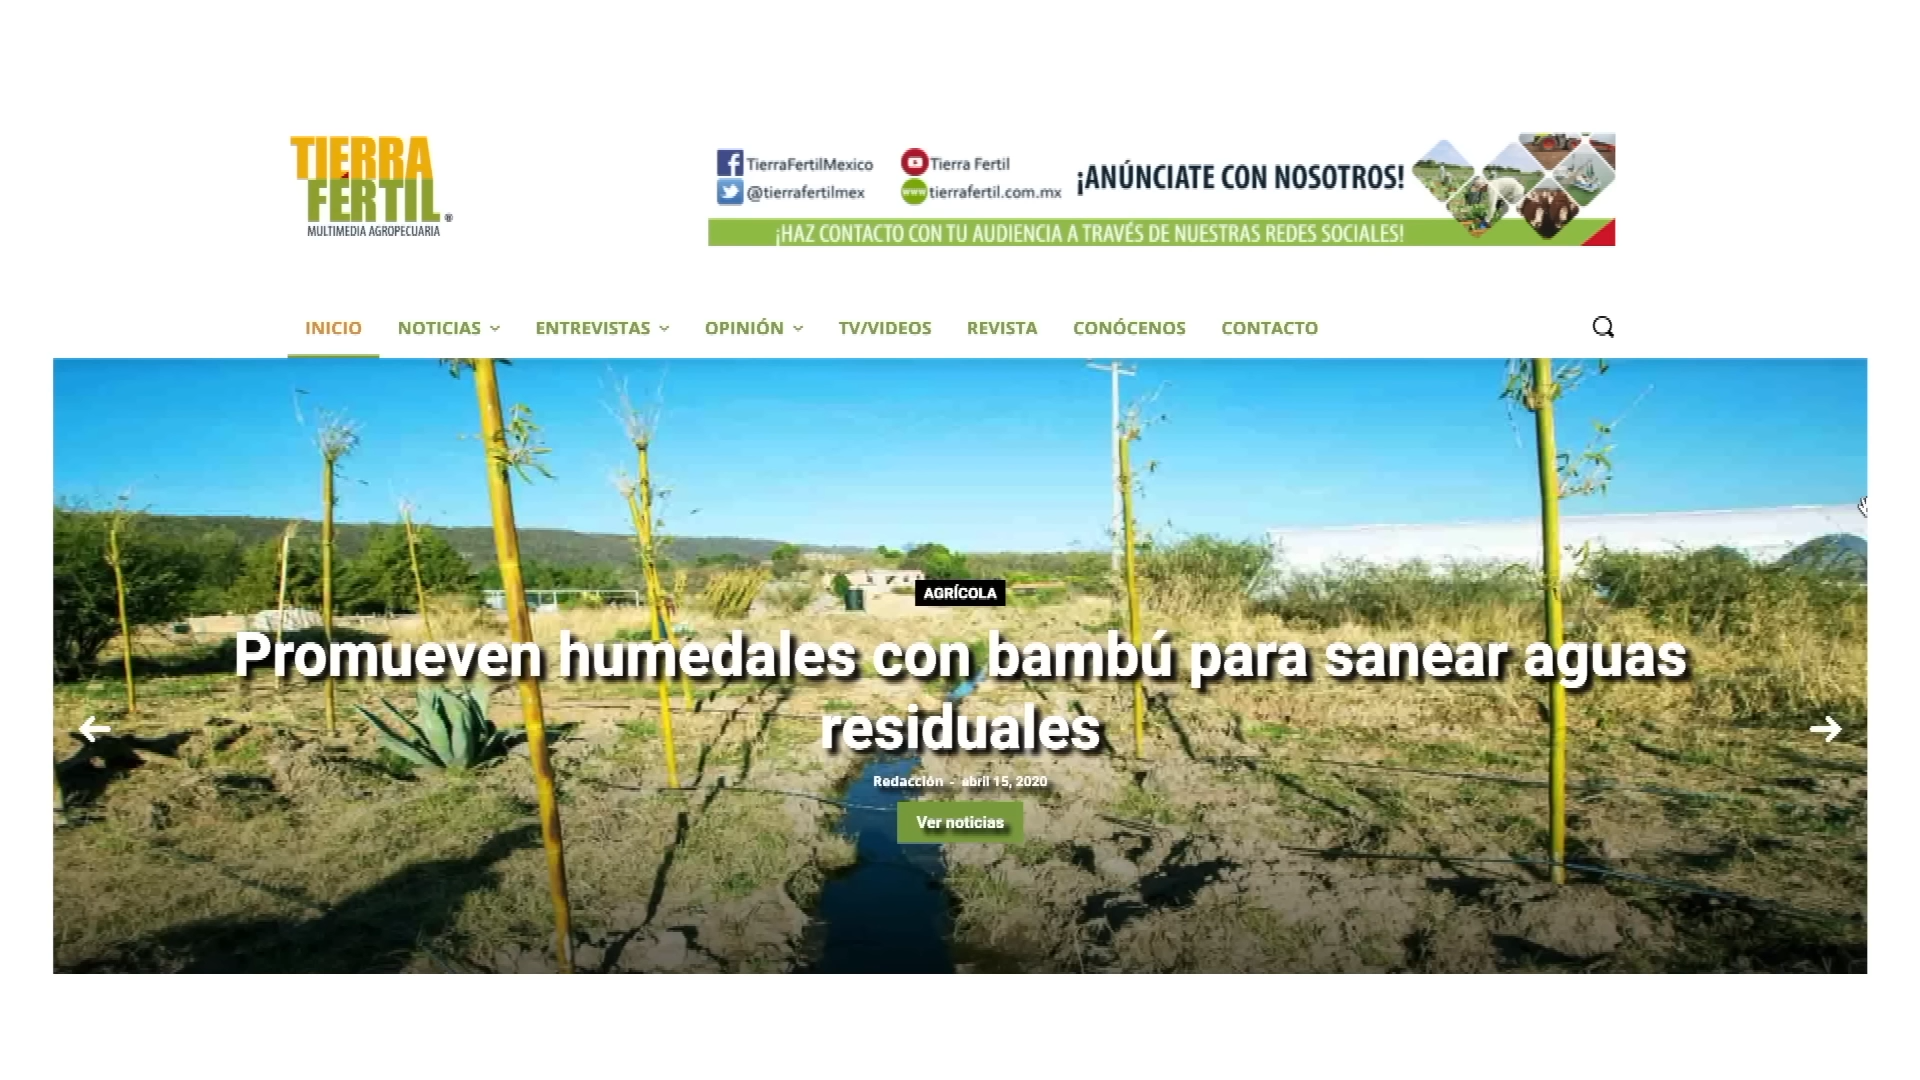 TIERRA
FÉRTIL®
MULTIMEDIA AGROPECUARIA
TierraFertilMexico
Tierra Fertil
@tierrafertilmex
www tierrafertil.com.mx
¡ANÚNCIATE CON NOSOTROS!
¡HAZ CONTACTO CON TU AUDIENCIA A TRAVÉS DE NUESTRAS REDES SOCIALES!
INICIO NOTICIAS ENTREVISTAS OPINIÓN TV/VIDEOS REVISTA CONÓCENOS CONTACTO
AGRÍCOLA
Promueven humedales con bambú para sanear aguas
residuales
Redacción - abril 15, 2020
Ver noticias